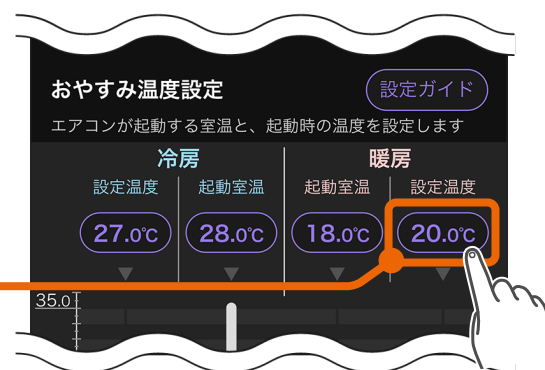 おやすみ温度設定
設定ガイド
エアコンが起動する室温と、起動時の温度を設定します
冷房 暖房
設定温度 起動室温 起動室温 設定温度
27.0℃ 28.0℃ 18.0℃ 20.0℃
35.0